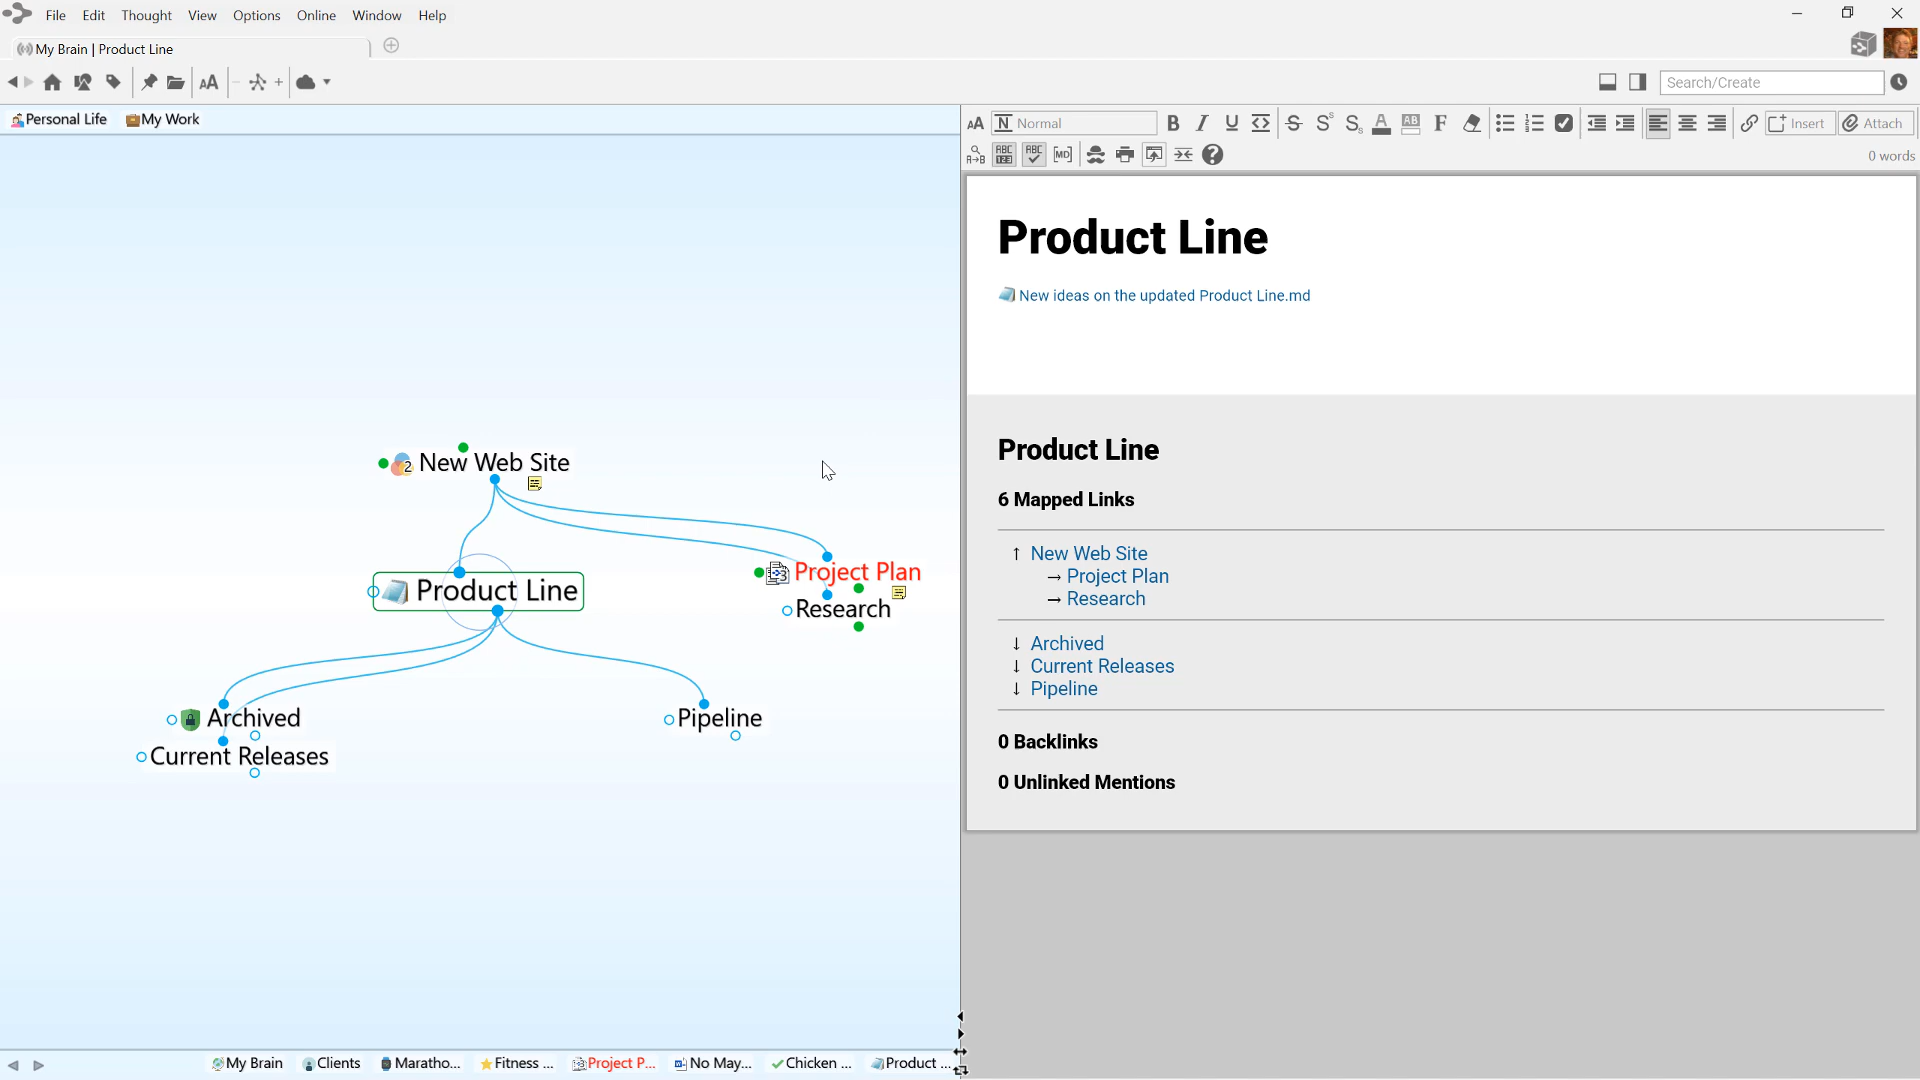 File Edit Thought View Options Online Window Help
My Brain | Product Line
Search/Create
Personal Life My Work
Normal
Insert
Attach
0 words
Product Line
New ideas on the updated Product Line.md
Product Line
6 Mapped Links
↑ New Web Site
→ Project Plan
→ Research
↓ Archived
↓ Current Releases
↓ Pipeline
0 Backlinks
0 Unlinked Mentions
2 New Web Site
Product Line
3 Project Plan
Research
Archived
Current Releases
Pipeline
My Brain Clients Maratho... Fitness ... Project P... No May... Chicken ... Product ...